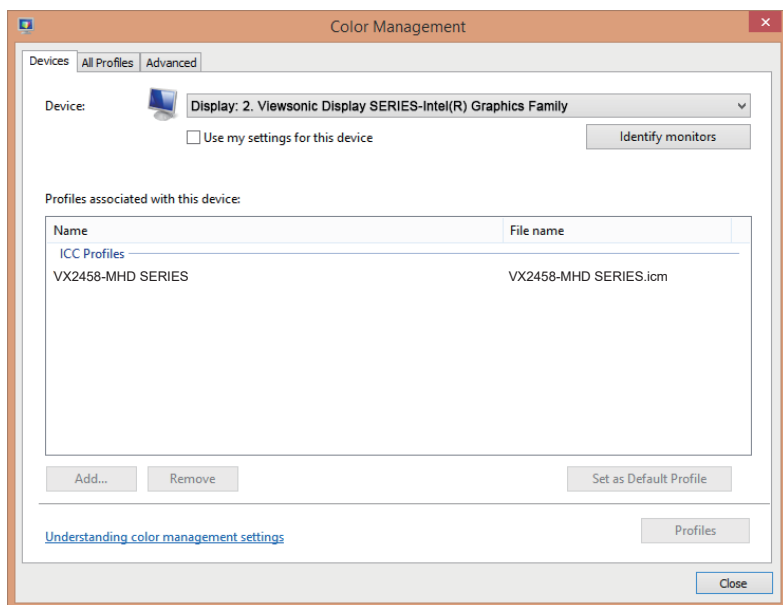 Color Management
Devices All Profiles Advanced
Device: Display: 2. Viewsonic Display SERIES-Intel(R) Graphics Family
Use my settings for this device Identify monitors
Profiles associated with this device:
Name File name
ICC Profiles
VX2458-MHD SERIES VX2458-MHD SERIES.icm
Add... Remove Set as Default Profile
Understanding color management settings Profiles
Close